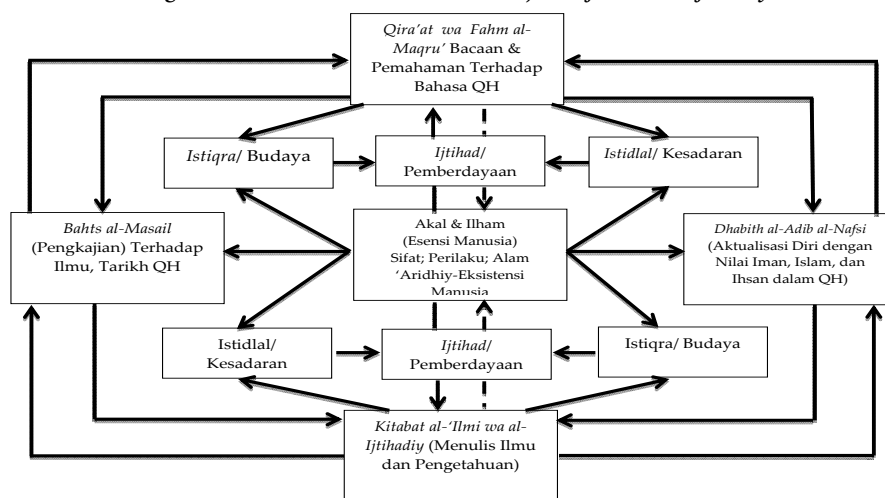 Qira'at wa Fahm al-
Maqru' Bacaan &
Pemahaman Terhadap
Bahasa QH
Istiqra/ Budaya
Ijtihad/
Pemberdayaan
Istidlal/ Kesadaran
Bahts al-Masail
(Pengkajian) Terhadap
Ilmu, Tarikh QH
Akal & Ilham
(Esensi Manusia)
Sifat; Perilaku; Alam
'Aridhiy-Eksistensi
Manusia
Dhabith al-Adib al-Nafsi
(Aktualisasi Diri dengan
Nilai Iman, Islam, dan
Ihsan dalam QH)
Istidlal/
Kesadaran
Ijtihad/
Pemberdayaan
Istiqra/ Budaya
Kitabat al-'Ilmi wa al-
Ijtihadiy (Menulis Ilmu
dan Pengetahuan)